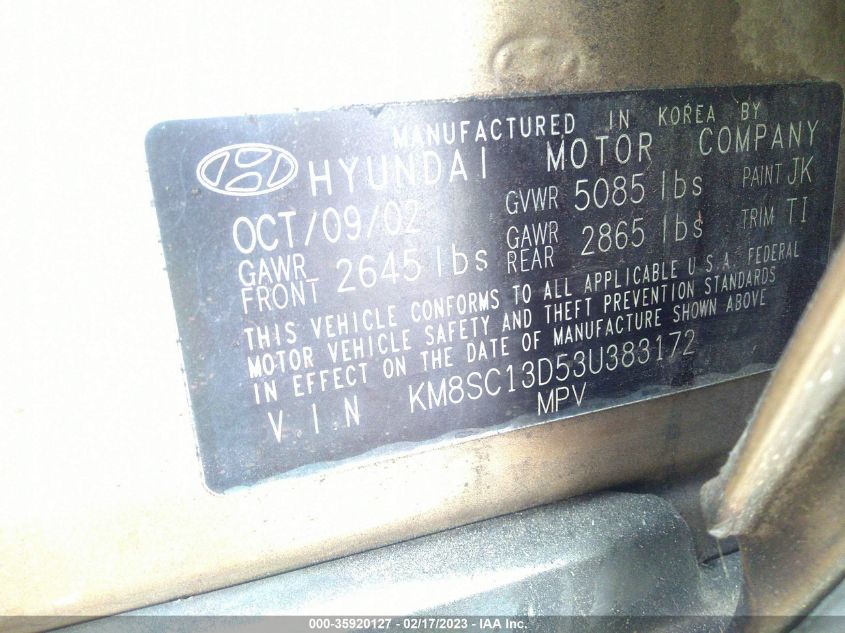 MANUFACTURED IN KOREA BY
HYUNDAI MOTOR COMPANY
OCT/09/02 GVWR 5085 lbs PAINT JK
GAWR FRONT 2645 lbs GAWR REAR 2865 lbs TRIM TI
THIS VEHICLE CONFORMS TO ALL APPLICABLE U.S.A. FEDERAL
MOTOR VEHICLE SAFETY AND THEFT PREVENTION STANDARDS
IN EFFECT ON THE DATE OF MANUFACTURE SHOWN ABOVE
VIN KM8SC13D53U383172
MPV
000-35920127 - 02/17/2023 - IAA Inc.